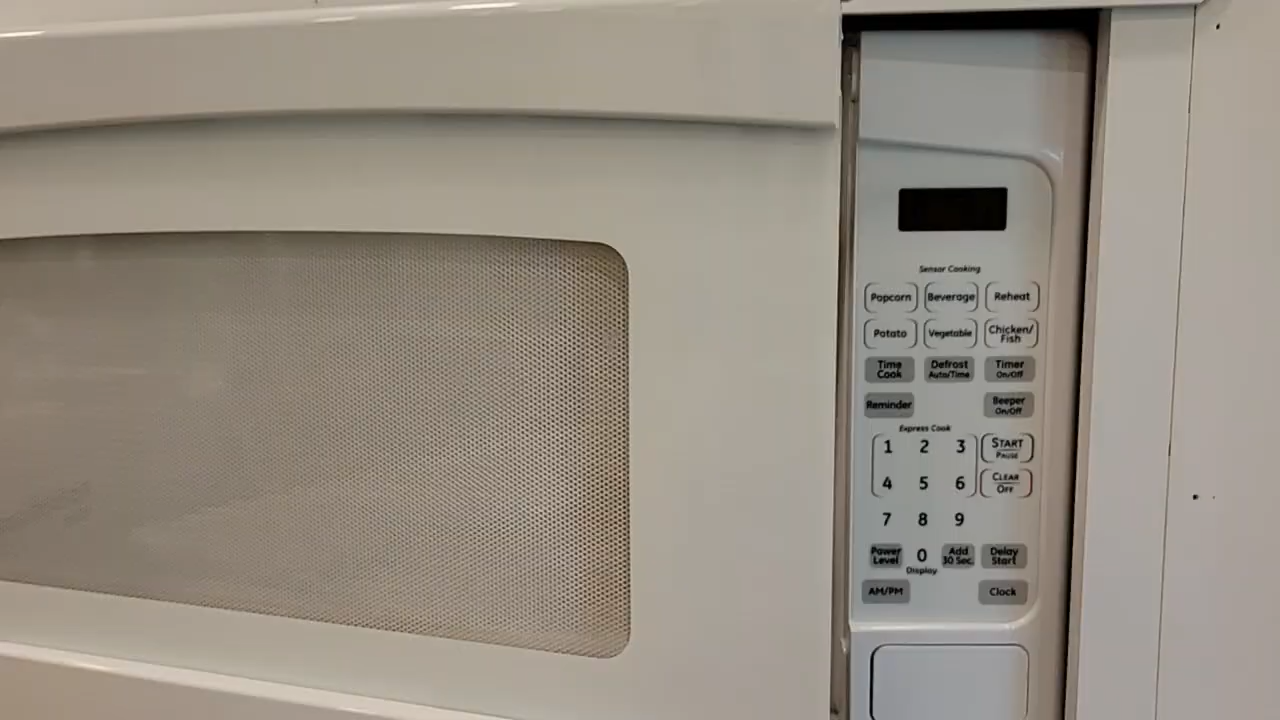 Sensor Cooking
Popcorn Beverage Reheat
Potato Vegetable Chicken/
Fish
Time
Cook
Defrost
Auto/Time
Timer
On/Off
Reminder
Beeper
On/Off
Express Cook
1 2 3
START
PAUSE
4 5 6
CLEAR
OFF
7 8 9
Power
Level
0
Display
Add
30 Sec.
Delay
Start
AM/PM
Clock